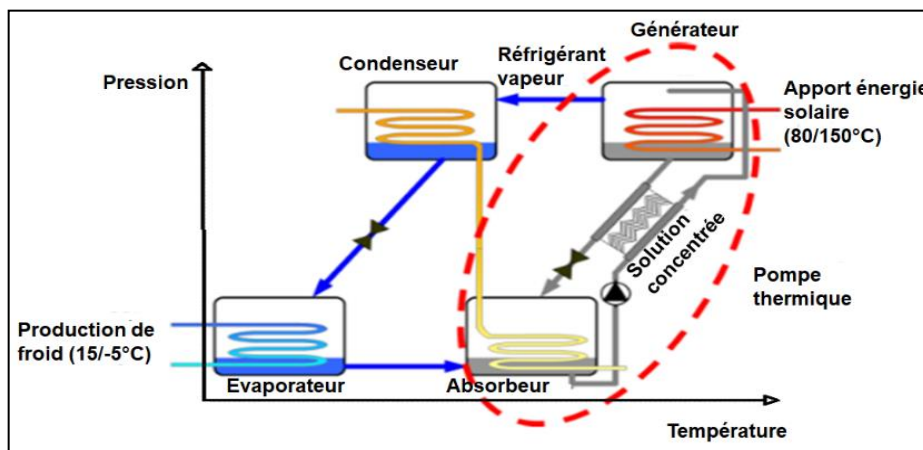 Générateur
Condenseur
Réfrigérant
vapeur
Pression
Apport énergie
solaire
(80/150°C)
Solution
concentrée
Pompe
thermique
Production de
froid (15/-5°C)
Evaporateur
Absorbeur
Température